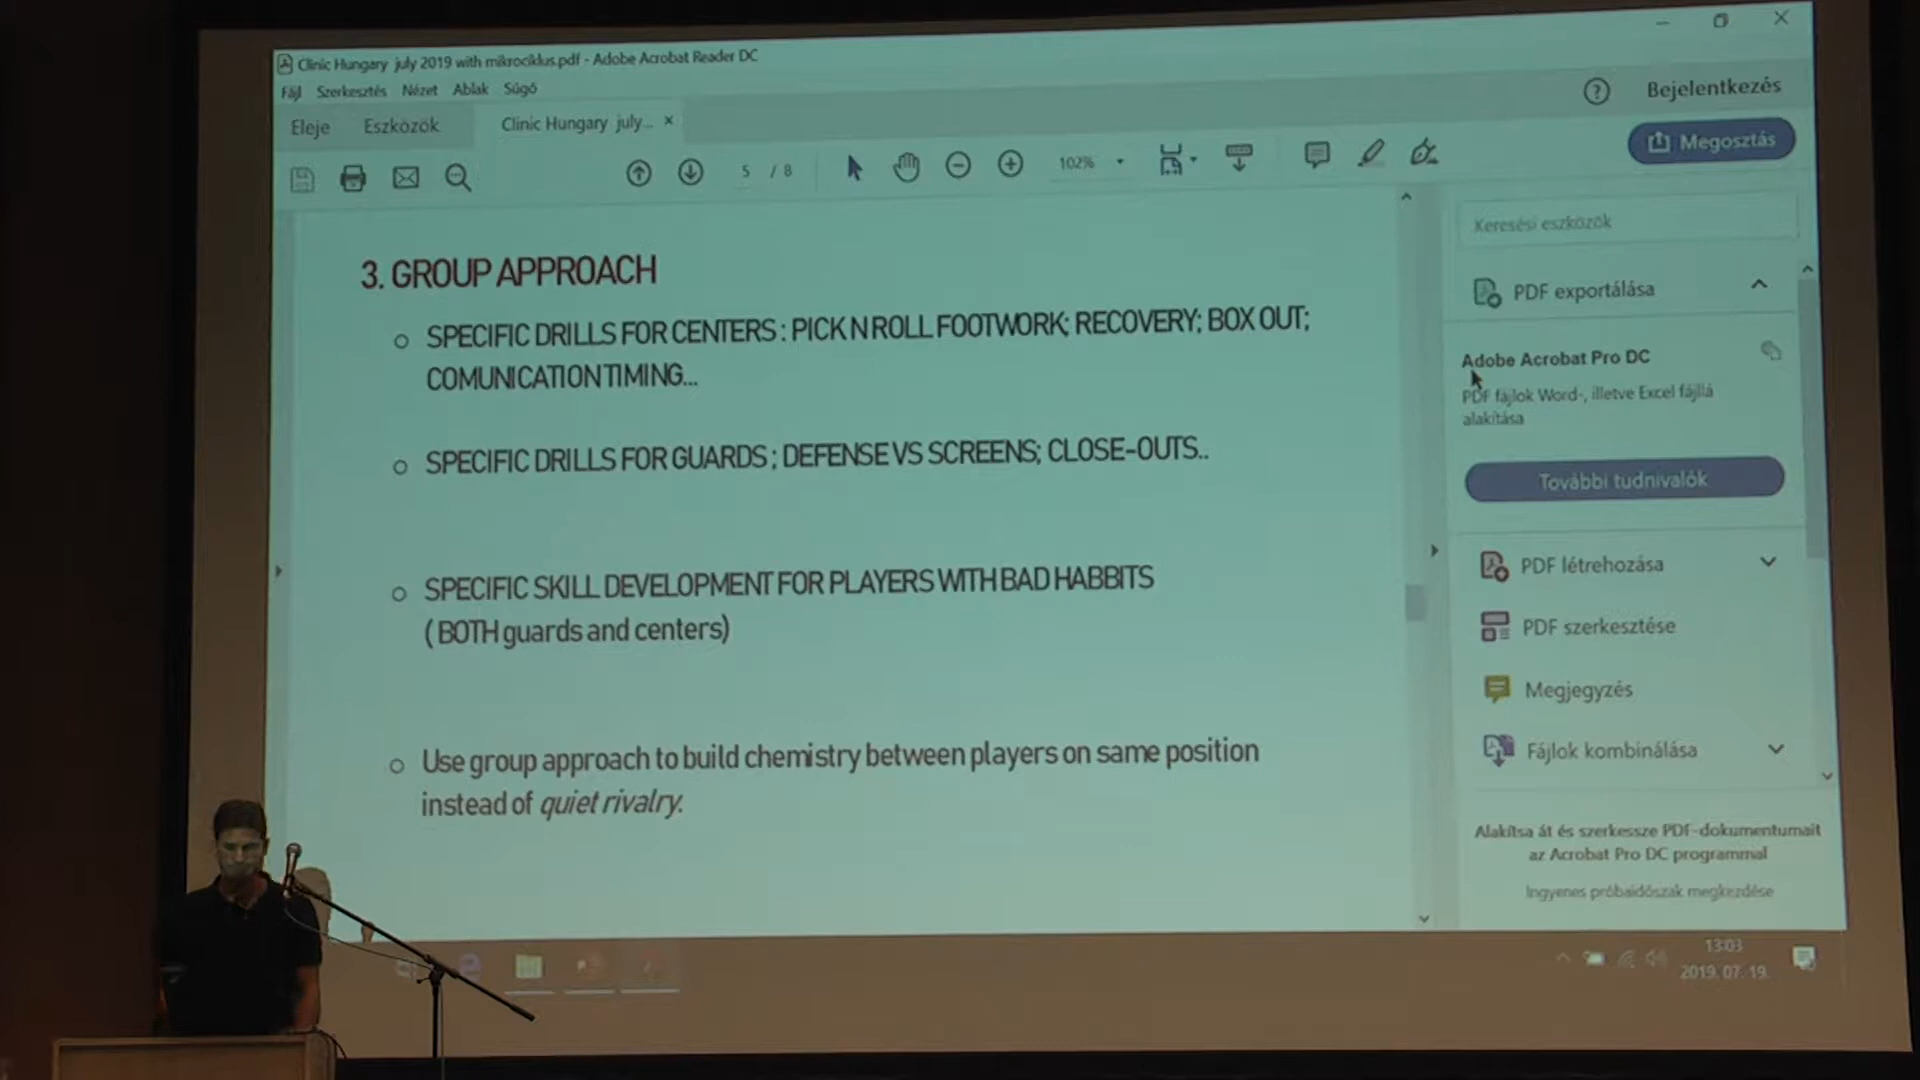 Clinic Hungary july 2019 with mikrociklus.pdf - Adobe Acrobat Reader DC
Fájl Szerkesztés Nézet Ablak Súgó
Bejelentkezés
Eleje Eszközök Clinic Hungary july...
5 / 8 102% Megosztás
Keresési eszközök
3. GROUP APPROACH
SPECIFIC DRILLS FOR CENTERS : PICK N ROLL FOOTWORK; RECOVERY; BOX OUT;
COMUNICATION TIMING...
SPECIFIC DRILLS FOR GUARDS ; DEFENSE VS SCREENS; CLOSE-OUTS..
SPECIFIC SKILL DEVELOPMENT FOR PLAYERS WITH BAD HABBITS
( BOTH guards and centers)
Use group approach to build chemistry between players on same position
instead of quiet rivalry.
PDF exportálása
Adobe Acrobat Pro DC
PDF fájlok Word-, illetve Excel fájllá
alakítása
További tudnivalók
PDF létrehozása
PDF szerkesztése
Megjegyzés
Fájlok kombinálása
Alakítsa át és szerkessze PDF-dokumentumait
az Acrobat Pro DC programmal
Ingyenes próbaidőszak megkezdése
13:03
2019. 07. 19.